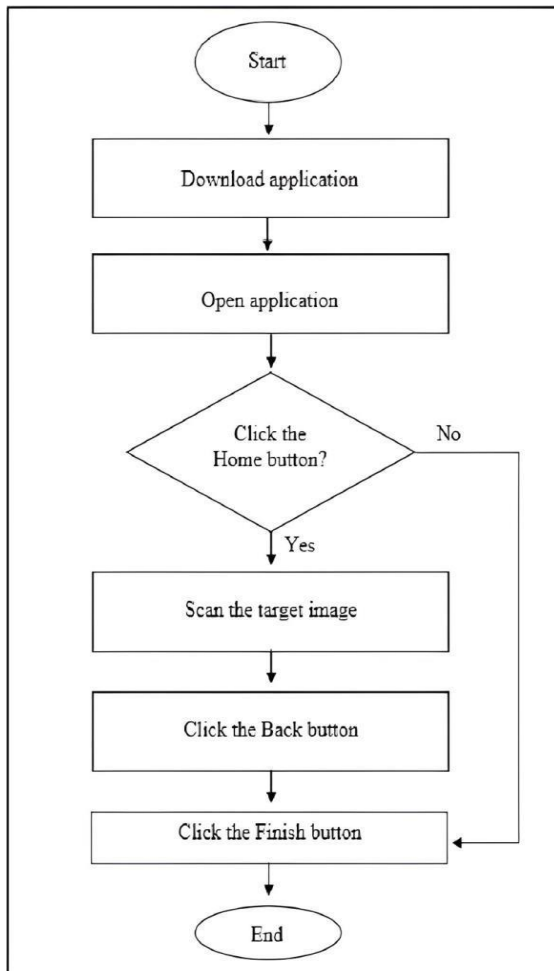 Start
Download application
Open application
Click the
Home button?
No
Yes
Scan the target image
Click the Back button
Click the Finish button
End